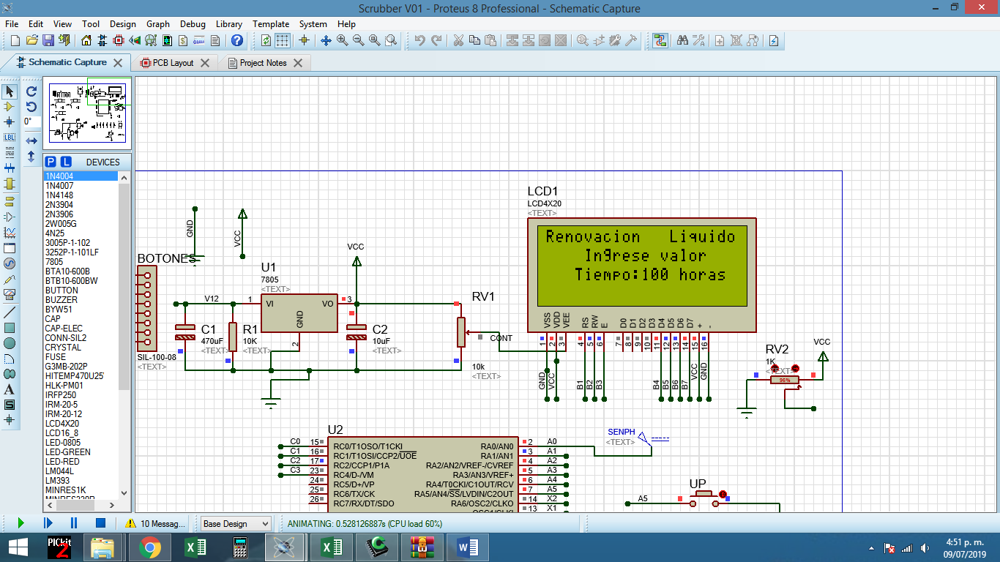 Scrubber V01 - Proteus 8 Professional - Schematic Capture
File Edit View Tool Design Graph Debug Library Template System Help
Schematic Capture
PCB Layout
Project Notes
LBL
0°
P L DEVICES
1N4004
1N4007
1N4148
2N3904
2N3906
2W005G
4N25
3005P-1-102
3252P-1-101LF
7805
BTA10-600B
BTB10-600BW
BUTTON
BUZZER
BYW51
CAP
CAP-ELEC
CONN-SIL2
CRYSTAL
FUSE
G3MB-202P
HITEMP470U25
HLK-PM01
IRFP250
IRM-20-5
IRM-20-12
LCD4X20
LCD16_8
LED-0805
LED-GREEN
LED-RED
LM044L
LM393
MINRES1K
MINRES220R
BOTONES
SIL-100-08
<TEXT>
GND
VCC
V12
C1
470uF
<TEXT>
R1
10K
<TEXT>
U1
7805
<TEXT>
1 VI VO 3
GND
2
VCC
C2
10uF
<TEXT>
RV1
CONT
10k
<TEXT>
LCD1
LCD4X20
<TEXT>
Renovacion Liquido
Ingrese valor
Tiempo:100 horas
VSS VDD VEE RS RW E D0 D1 D2 D3 D4 D5 D6 D7 + -
1 2 3 4 5 6 7 8 9 10 11 12 13 14 15 16
GND VCC B1 B2 B3 B4 B5 B6 B7 VCC GND
RV2
1K
<TEXT>
96%
VCC
SENPH
<TEXT>
U2
C0 15 RC0/T1OSO/T1CKI RA0/AN0 2 A0
C1 16 RC1/T1OSI/CCP2/UOE RA1/AN1 3 A1
C2 17 RC2/CCP1/P1A RA2/AN2/VREF-/CVREF 4 A2
C3 23 RC4/D-/VM RA3/AN3/VREF+ 5 A3
24 RC5/D+/VP RA4/T0CKI/C1OUT/RCV 6 A4
25 RC6/TX/CK RA5/AN4/SS/LVDIN/C2OUT 7 A5
26 RC7/RX/DT/SDO RA6/OSC2/CLKO 14 X2
OSC1/CLKI 13 X1
UP
A5
10 Messag...
Base Design
ANIMATING: 0.528126887s (CPU load 60%)
PICkit
2
4:51 p. m.
09/07/2019